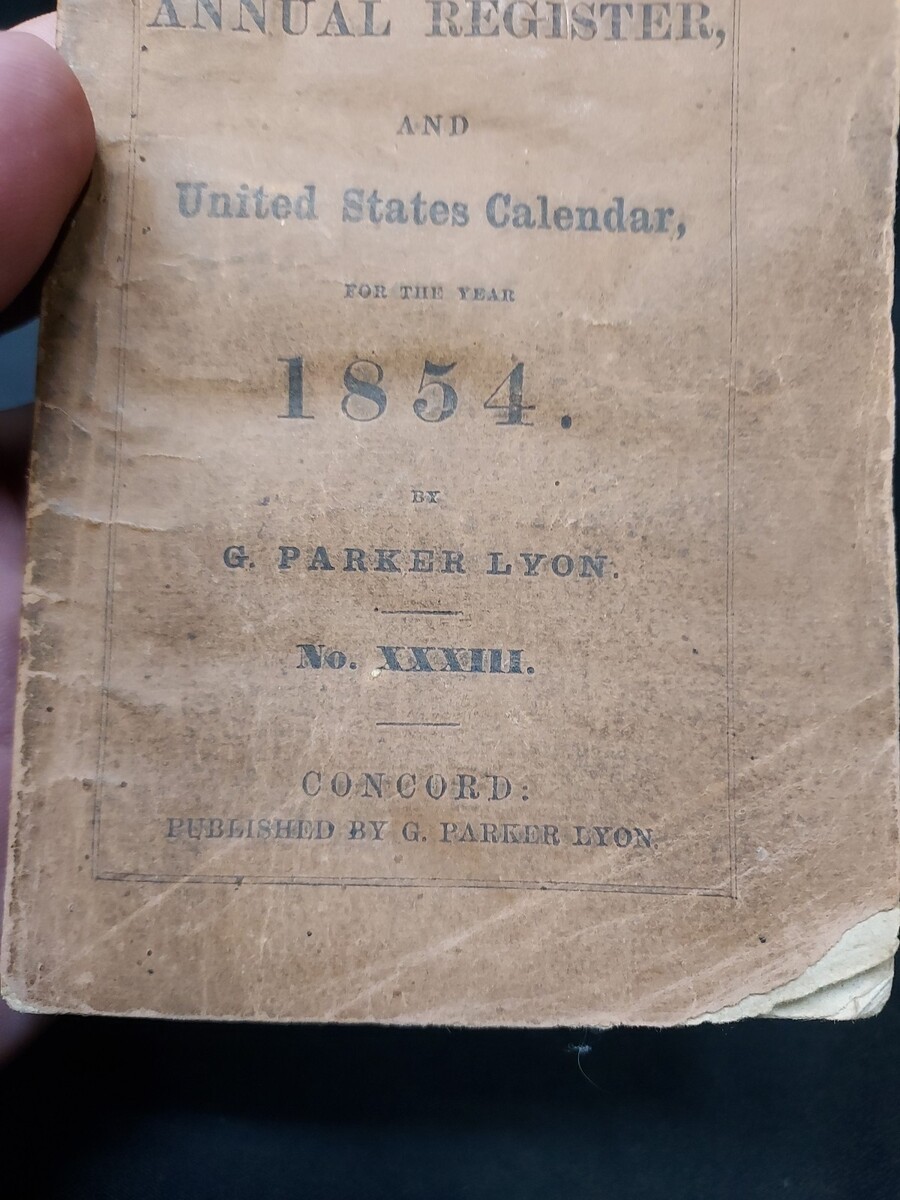 ANNUAL REGISTER,
AND
United States Calendar,
FOR THE YEAR
1854.
BY
G. PARKER LYON.
No. XXXIII.
CONCORD:
PUBLISHED BY G. PARKER LYON.